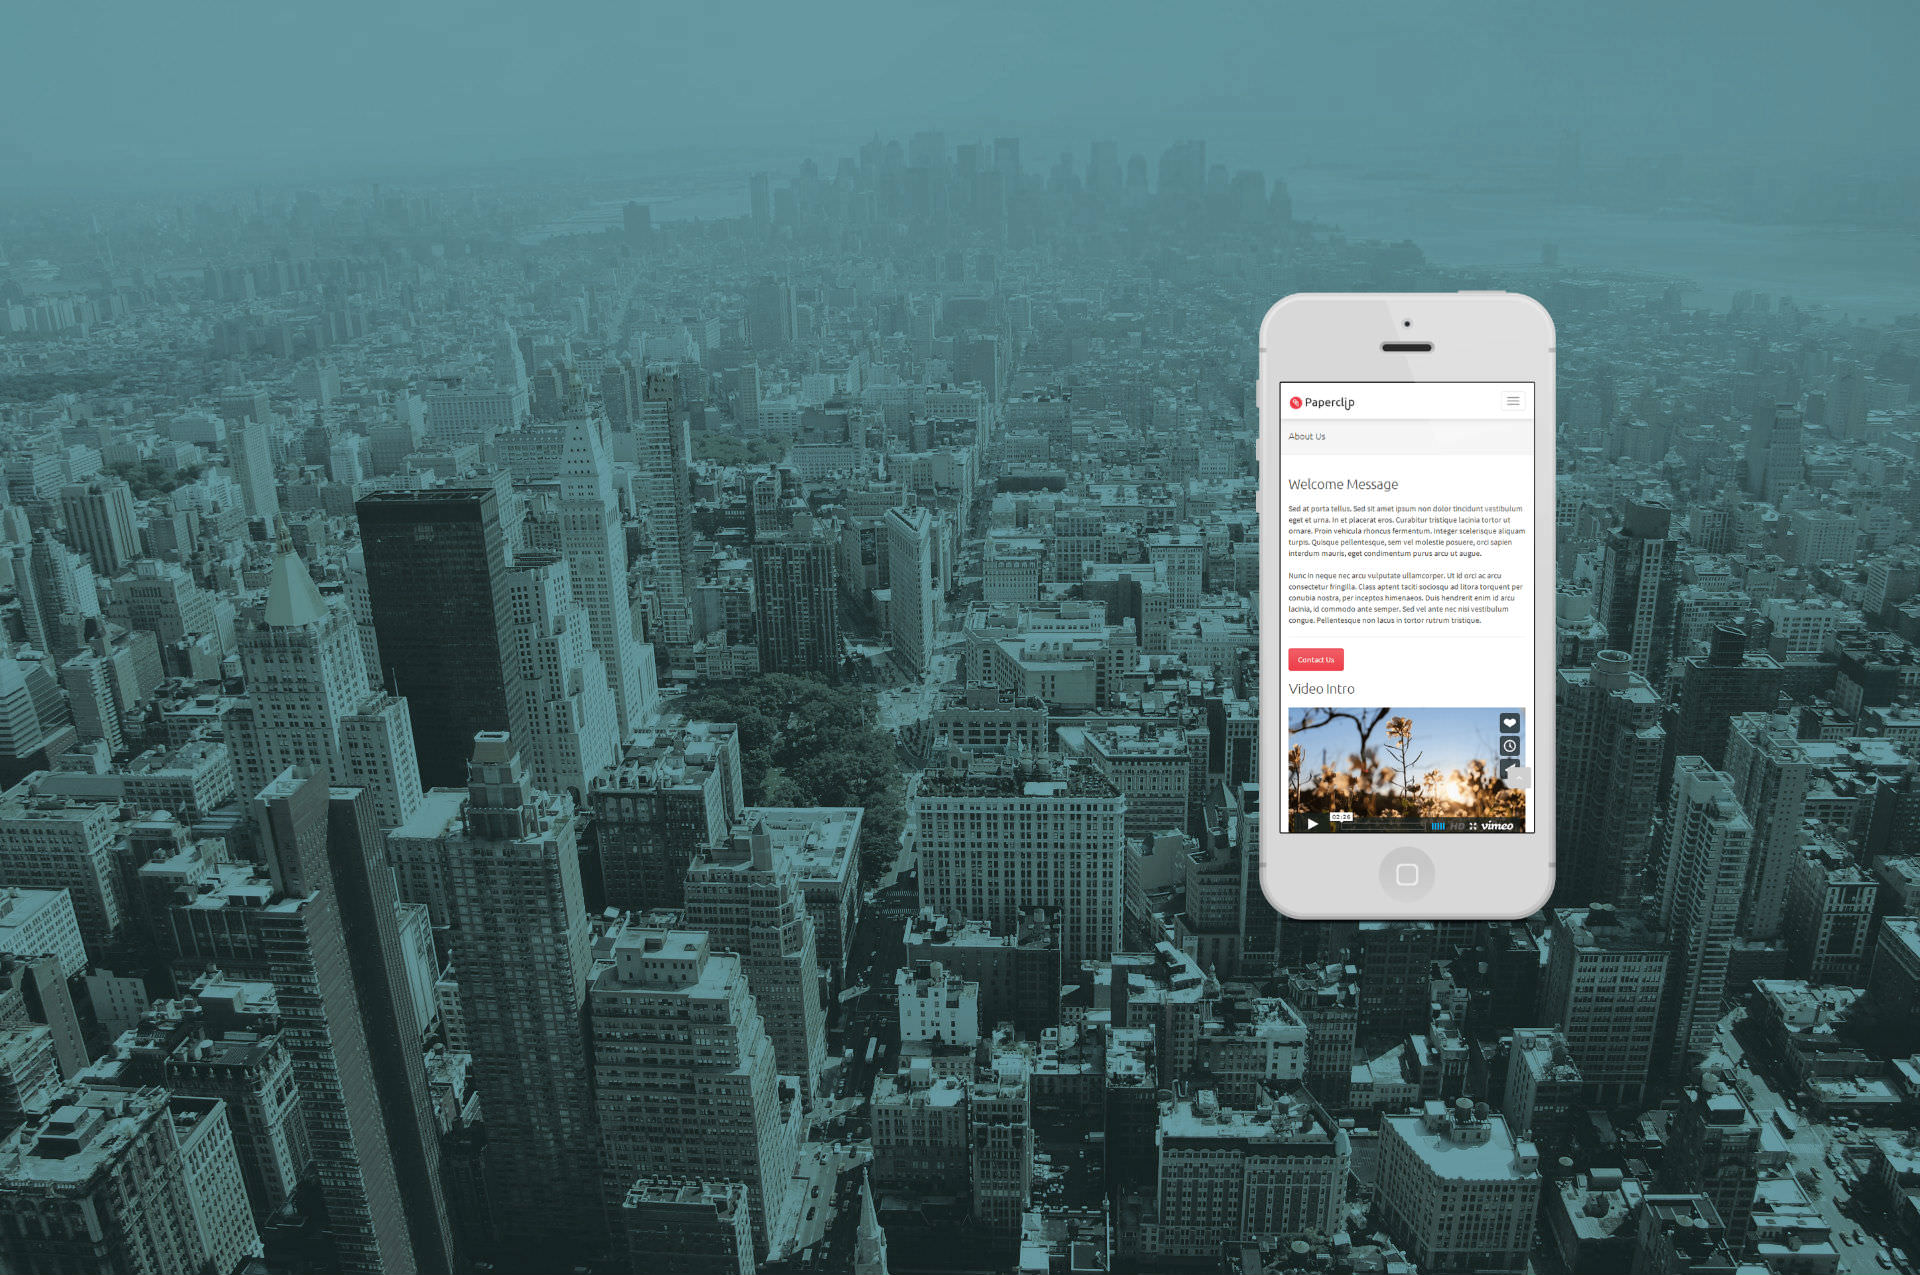 Paperclip
About Us
Welcome Message
Sed at porta tellus. Sed sit amet ipsum non dolor tincidunt vestibulum
eget et urna. In et placerat eros. Curabitur tristique lacinia tortor ut
ornare. Proin vehicula rhoncus fermentum. Integer scelerisque aliquam
turpis. Quisque pellentesque, sem vel molestie posuere, orci sapien
interdum mauris, eget condimentum purus arcu ut augue.
Nunc in neque nec arcu vulputate ullamcorper. Ut id orci ac arcu
consectetur fringilla. Class aptent taciti sociosqu ad litora torquent per
conubia nostra, per inceptos himenaeos. Duis hendrerit enim id arcu
lacinia, id commodo ante semper. Sed vel ante nec nisi vestibulum
congue. Pellentesque non lacus in tortor rutrum tristique.
Contact Us
Video Intro
02:26
HD vimeo